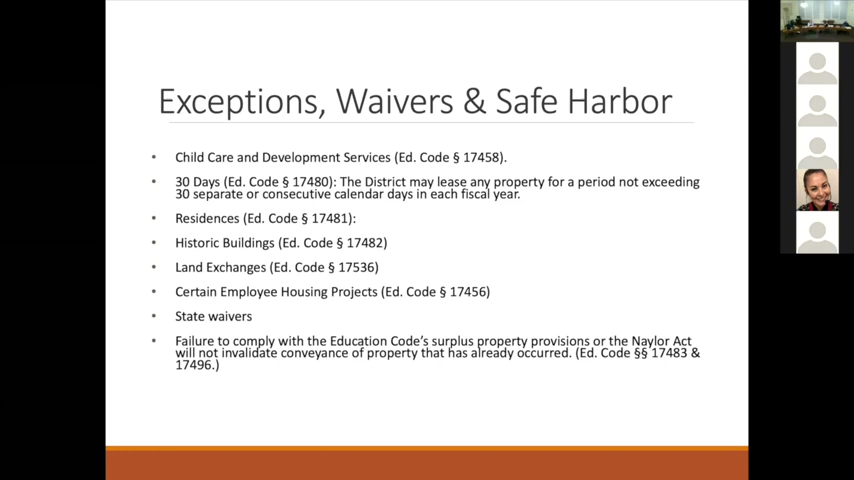 Exceptions, Waivers & Safe Harbor
• Child Care and Development Services (Ed. Code § 17458).
• 30 Days (Ed. Code § 17480): The District may lease any property for a period not exceeding
30 separate or consecutive calendar days in each fiscal year.
• Residences (Ed. Code § 17481):
• Historic Buildings (Ed. Code § 17482)
• Land Exchanges (Ed. Code § 17536)
• Certain Employee Housing Projects (Ed. Code § 17456)
• State waivers
• Failure to comply with the Education Code's surplus property provisions or the Naylor Act
will not invalidate conveyance of property that has already occurred. (Ed. Code §§ 17483 &
17496.)